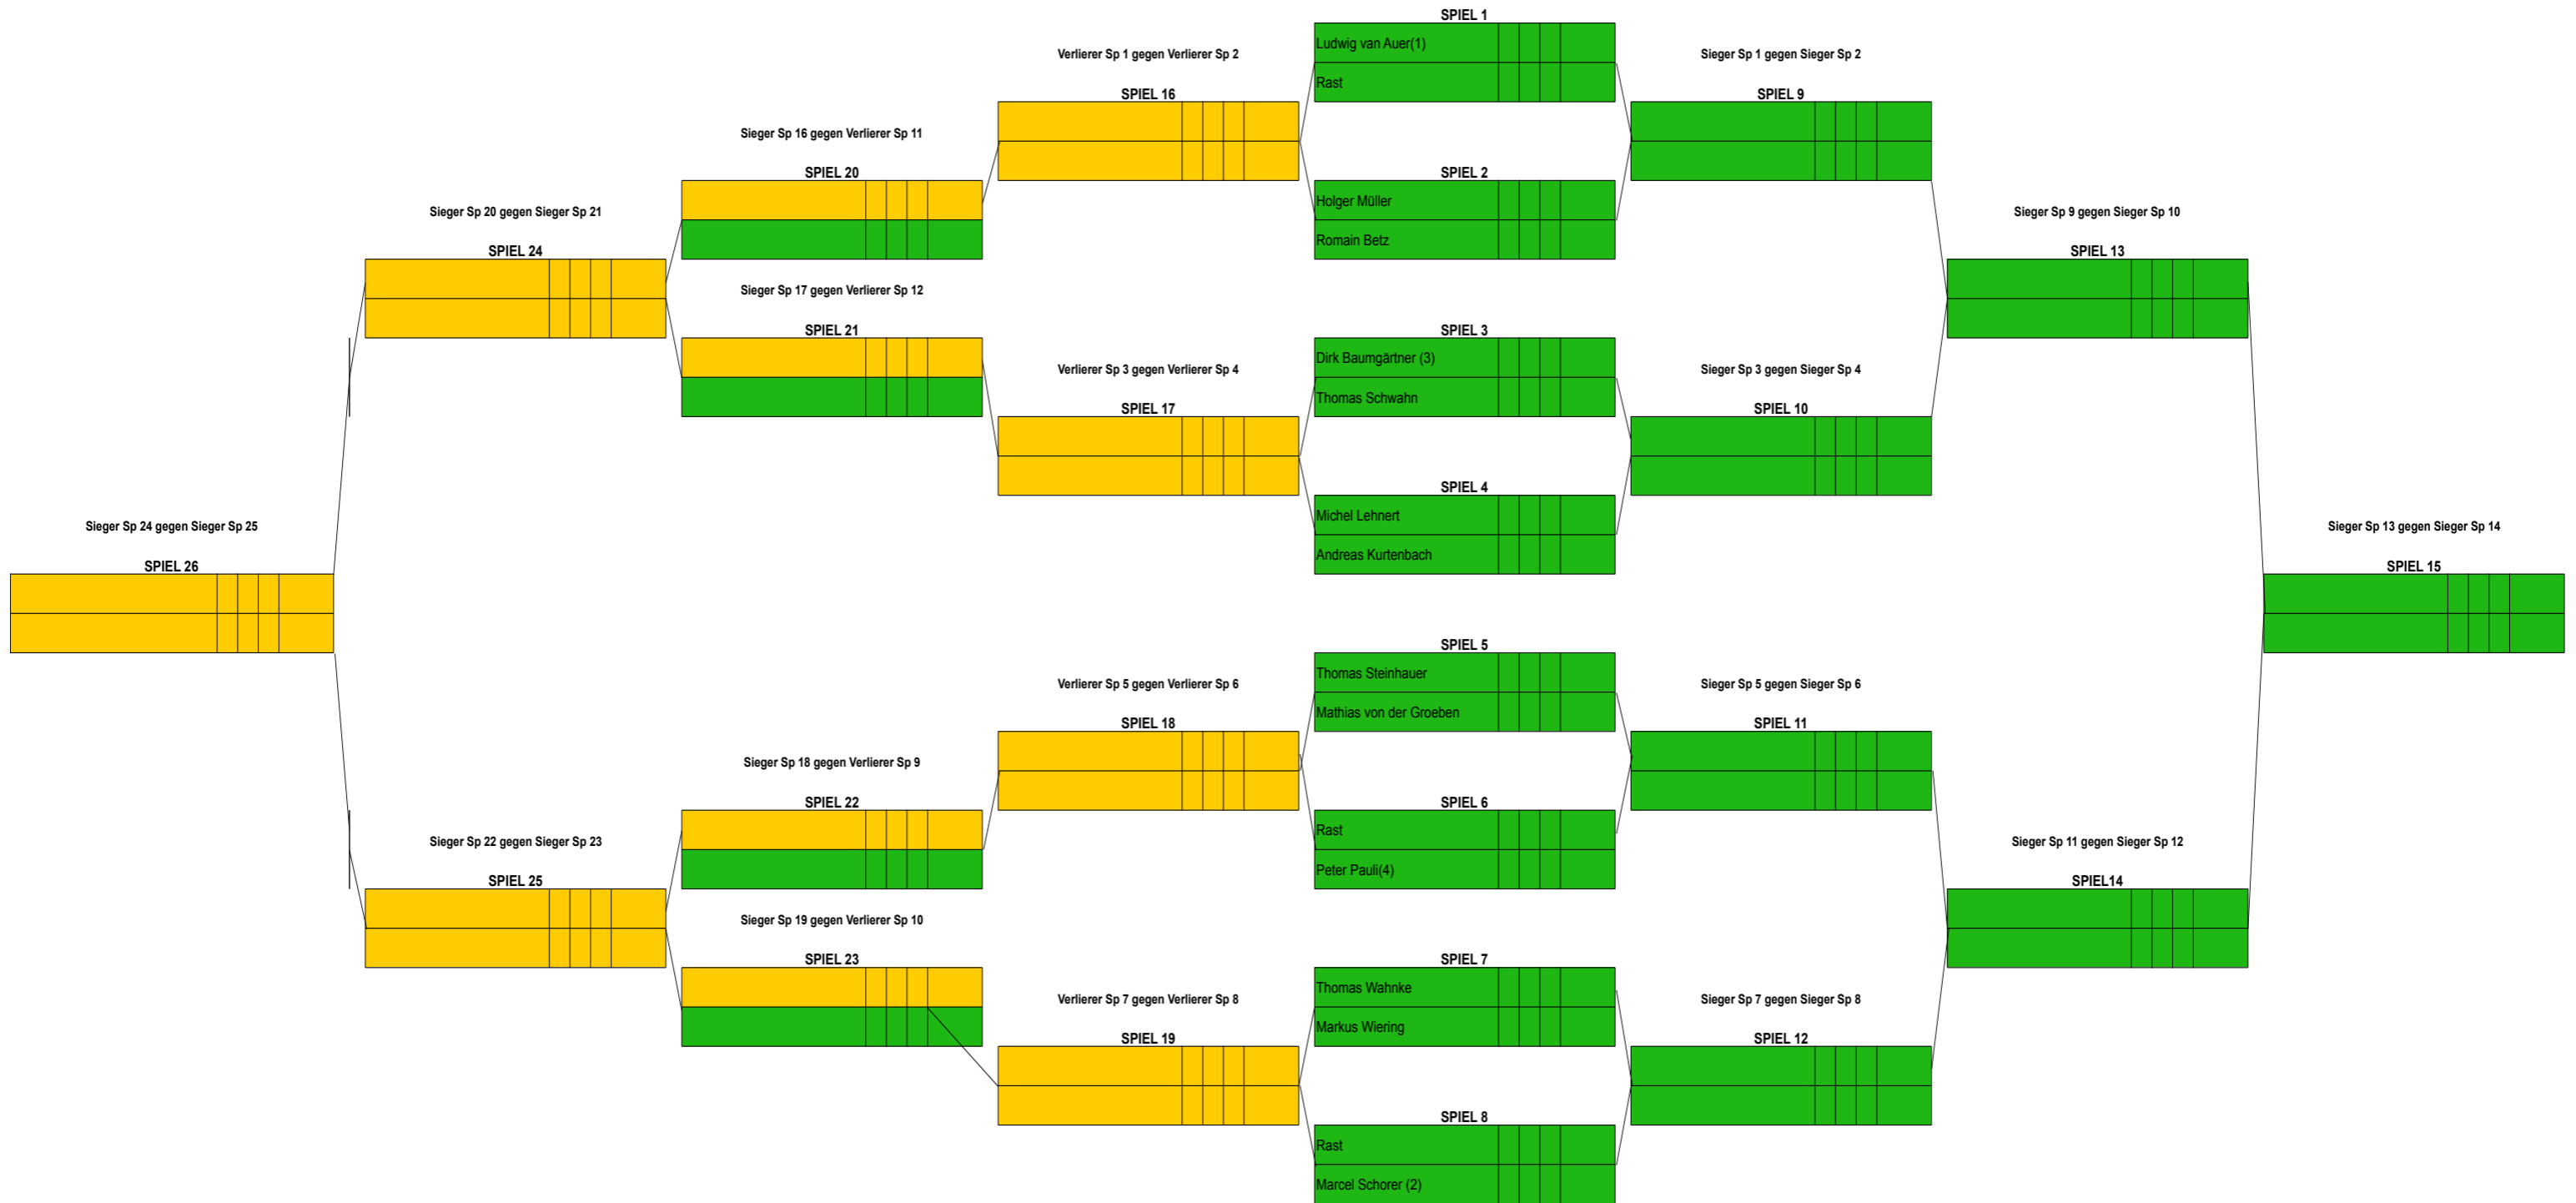 SPIEL 1
Ludwig van Auer(1)
Verlierer Sp 1 gegen Verlierer Sp 2
Sieger Sp 1 gegen Sieger Sp 2
Rast
SPIEL 16
SPIEL 9
Sieger Sp 16 gegen Verlierer Sp 11
SPIEL 20
SPIEL 2
Holger Müller
Sieger Sp 20 gegen Sieger Sp 21
Sieger Sp 9 gegen Sieger Sp 10
Romain Betz
SPIEL 24
SPIEL 13
Sieger Sp 17 gegen Verlierer Sp 12
SPIEL 21
SPIEL 3
Dirk Baumgärtner (3)
Verlierer Sp 3 gegen Verlierer Sp 4
Sieger Sp 3 gegen Sieger Sp 4
Thomas Schwahn
SPIEL 17
SPIEL 10
SPIEL 4
Michel Lehnert
Sieger Sp 24 gegen Sieger Sp 25
Sieger Sp 13 gegen Sieger Sp 14
Andreas Kurtenbach
SPIEL 26
SPIEL 15
SPIEL 5
Thomas Steinhauer
Verlierer Sp 5 gegen Verlierer Sp 6
Sieger Sp 5 gegen Sieger Sp 6
Mathias von der Groeben
SPIEL 18
SPIEL 11
Sieger Sp 18 gegen Verlierer Sp 9
SPIEL 22
SPIEL 6
Rast
Sieger Sp 22 gegen Sieger Sp 23
Sieger Sp 11 gegen Sieger Sp 12
Peter Pauli(4)
SPIEL 25
SPIEL14
Sieger Sp 19 gegen Verlierer Sp 10
SPIEL 23
SPIEL 7
Thomas Wahnke
Verlierer Sp 7 gegen Verlierer Sp 8
Sieger Sp 7 gegen Sieger Sp 8
Markus Wiering
SPIEL 19
SPIEL 12
SPIEL 8
Rast
Marcel Schorer (2)